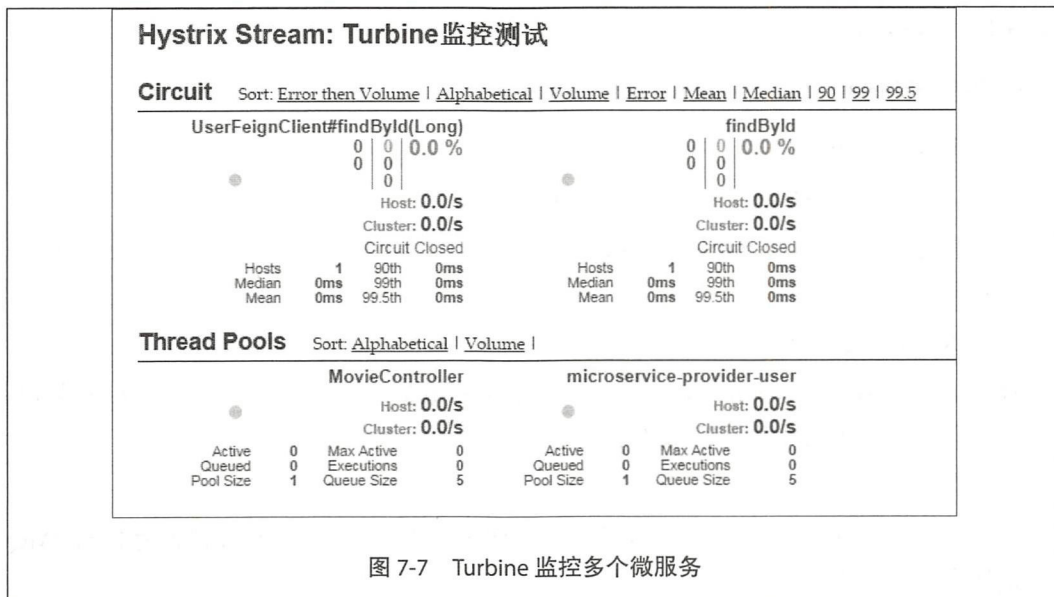 Hystrix Stream: Turbine监控测试
Circuit Sort: Error then Volume | Alphabetical | Volume | Error | Mean | Median | 90 | 99 | 99.5
UserFeignClient#findById(Long)
0 | 0 | 0.0 %
0 | 0
0
Host: 0.0/s
Cluster: 0.0/s
Circuit Closed
Hosts 1 90th 0ms
Median 0ms 99th 0ms
Mean 0ms 99.5th 0ms
findById
0 | 0 | 0.0 %
0 | 0
0
Host: 0.0/s
Cluster: 0.0/s
Circuit Closed
Hosts 1 90th 0ms
Median 0ms 99th 0ms
Mean 0ms 99.5th 0ms
Thread Pools Sort: Alphabetical | Volume |
MovieController
Host: 0.0/s
Cluster: 0.0/s
Active 0 Max Active 0
Queued 0 Executions 0
Pool Size 1 Queue Size 5
microservice-provider-user
Host: 0.0/s
Cluster: 0.0/s
Active 0 Max Active 0
Queued 0 Executions 0
Pool Size 1 Queue Size 5
图 7-7 Turbine 监控多个微服务